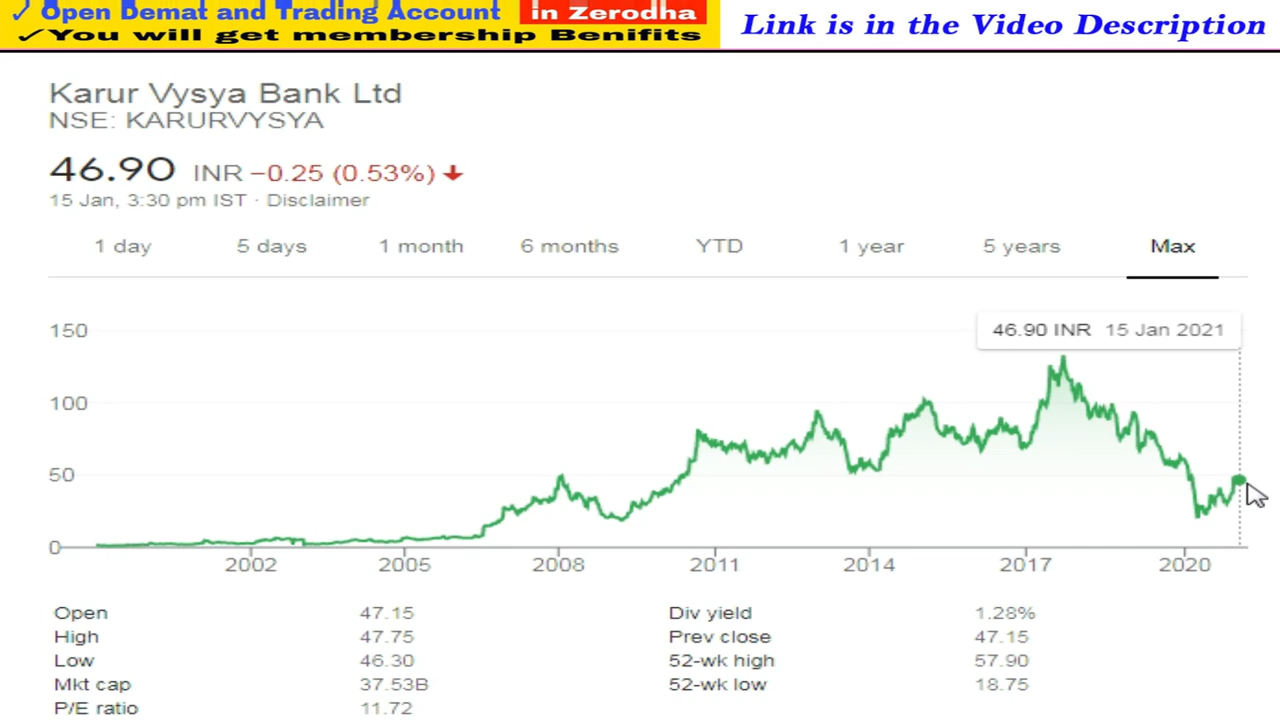 ✓ Open Demat and Trading Account in Zerodha
✓You will get membership Benifits
Link is in the Video Description
Karur Vysya Bank Ltd
NSE: KARURVYSYA
46.90 INR −0.25 (0.53%)
15 Jan, 3:30 pm IST · Disclaimer
1 day 5 days 1 month 6 months YTD 1 year 5 years Max
46.90 INR 15 Jan 2021
150
100
50
0
2002 2005 2008 2011 2014 2017 2020
Open 47.15 Div yield 1.28%
High 47.75 Prev close 47.15
Low 46.30 52-wk high 57.90
Mkt cap 37.53B 52-wk low 18.75
P/E ratio 11.72